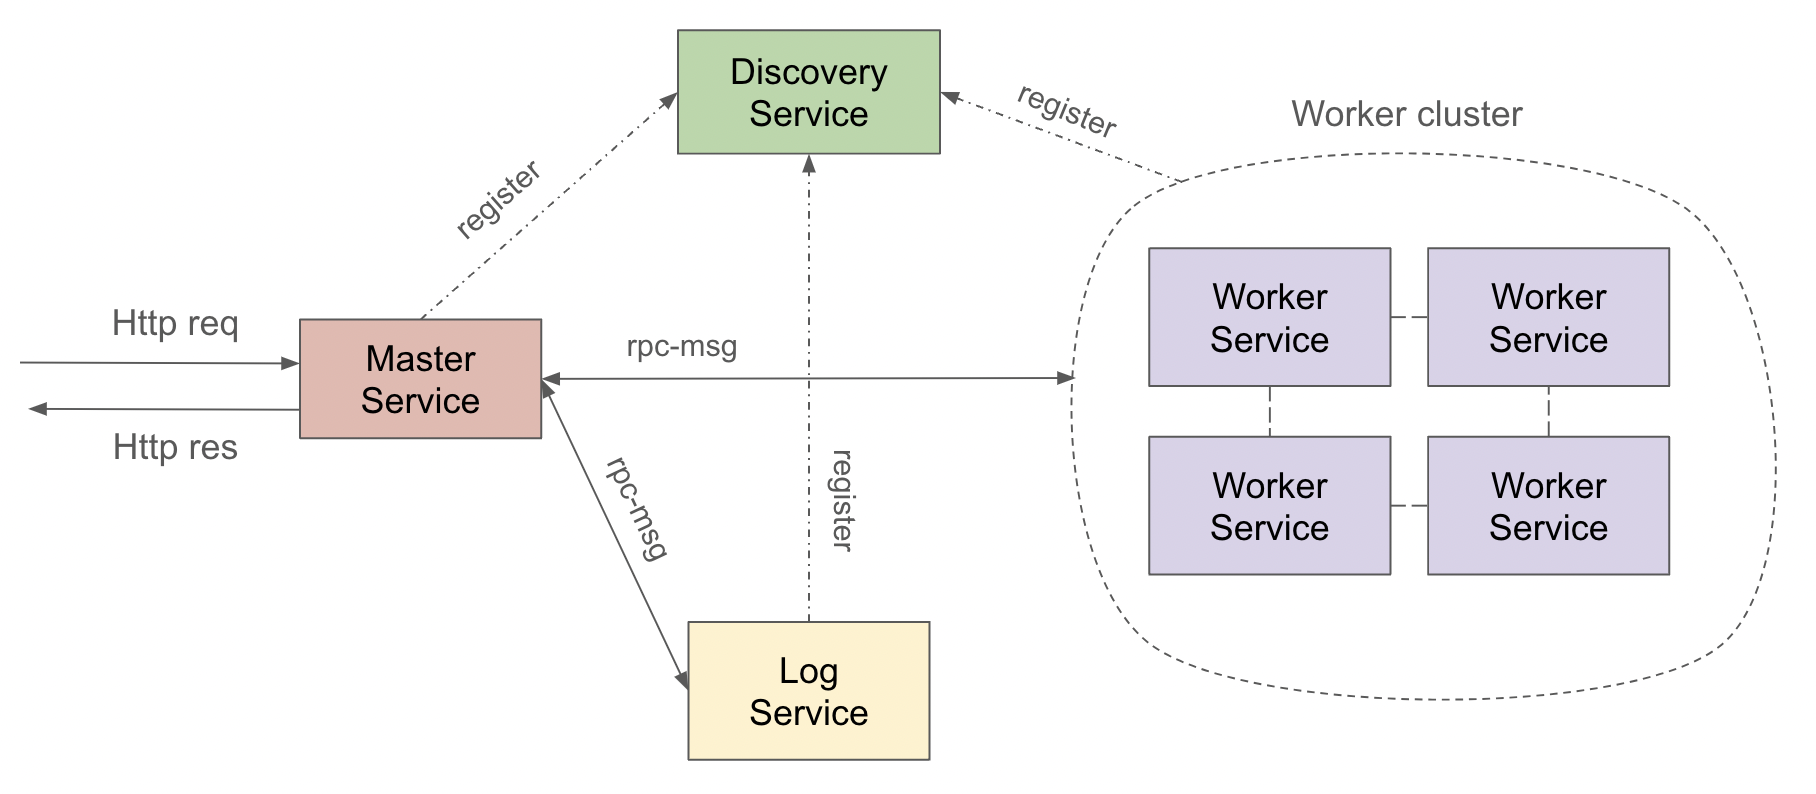 Discovery
Service
register
Worker cluster
register
Worker
Service
Worker
Service
Http req
Master
Service
rpc-msg
Http res
rpc-msg
register
Worker
Service
Worker
Service
Log
Service